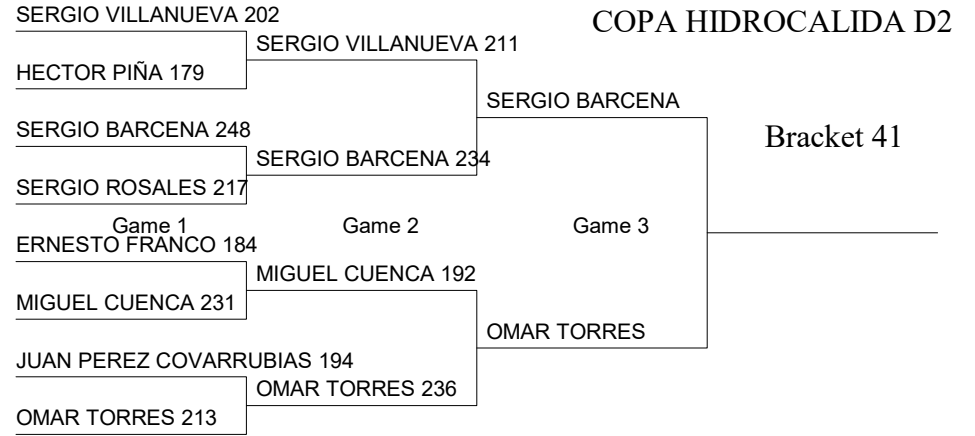 SERGIO VILLANUEVA 202
COPA HIDROCALIDA D2
SERGIO VILLANUEVA 211
HECTOR PIÑA 179
SERGIO BARCENA
SERGIO BARCENA 248
Bracket 41
SERGIO BARCENA 234
SERGIO ROSALES 217
Game 1
Game 2
Game 3
ERNESTO FRANCO 184
MIGUEL CUENCA 192
MIGUEL CUENCA 231
OMAR TORRES
JUAN PEREZ COVARRUBIAS 194
OMAR TORRES 236
OMAR TORRES 213